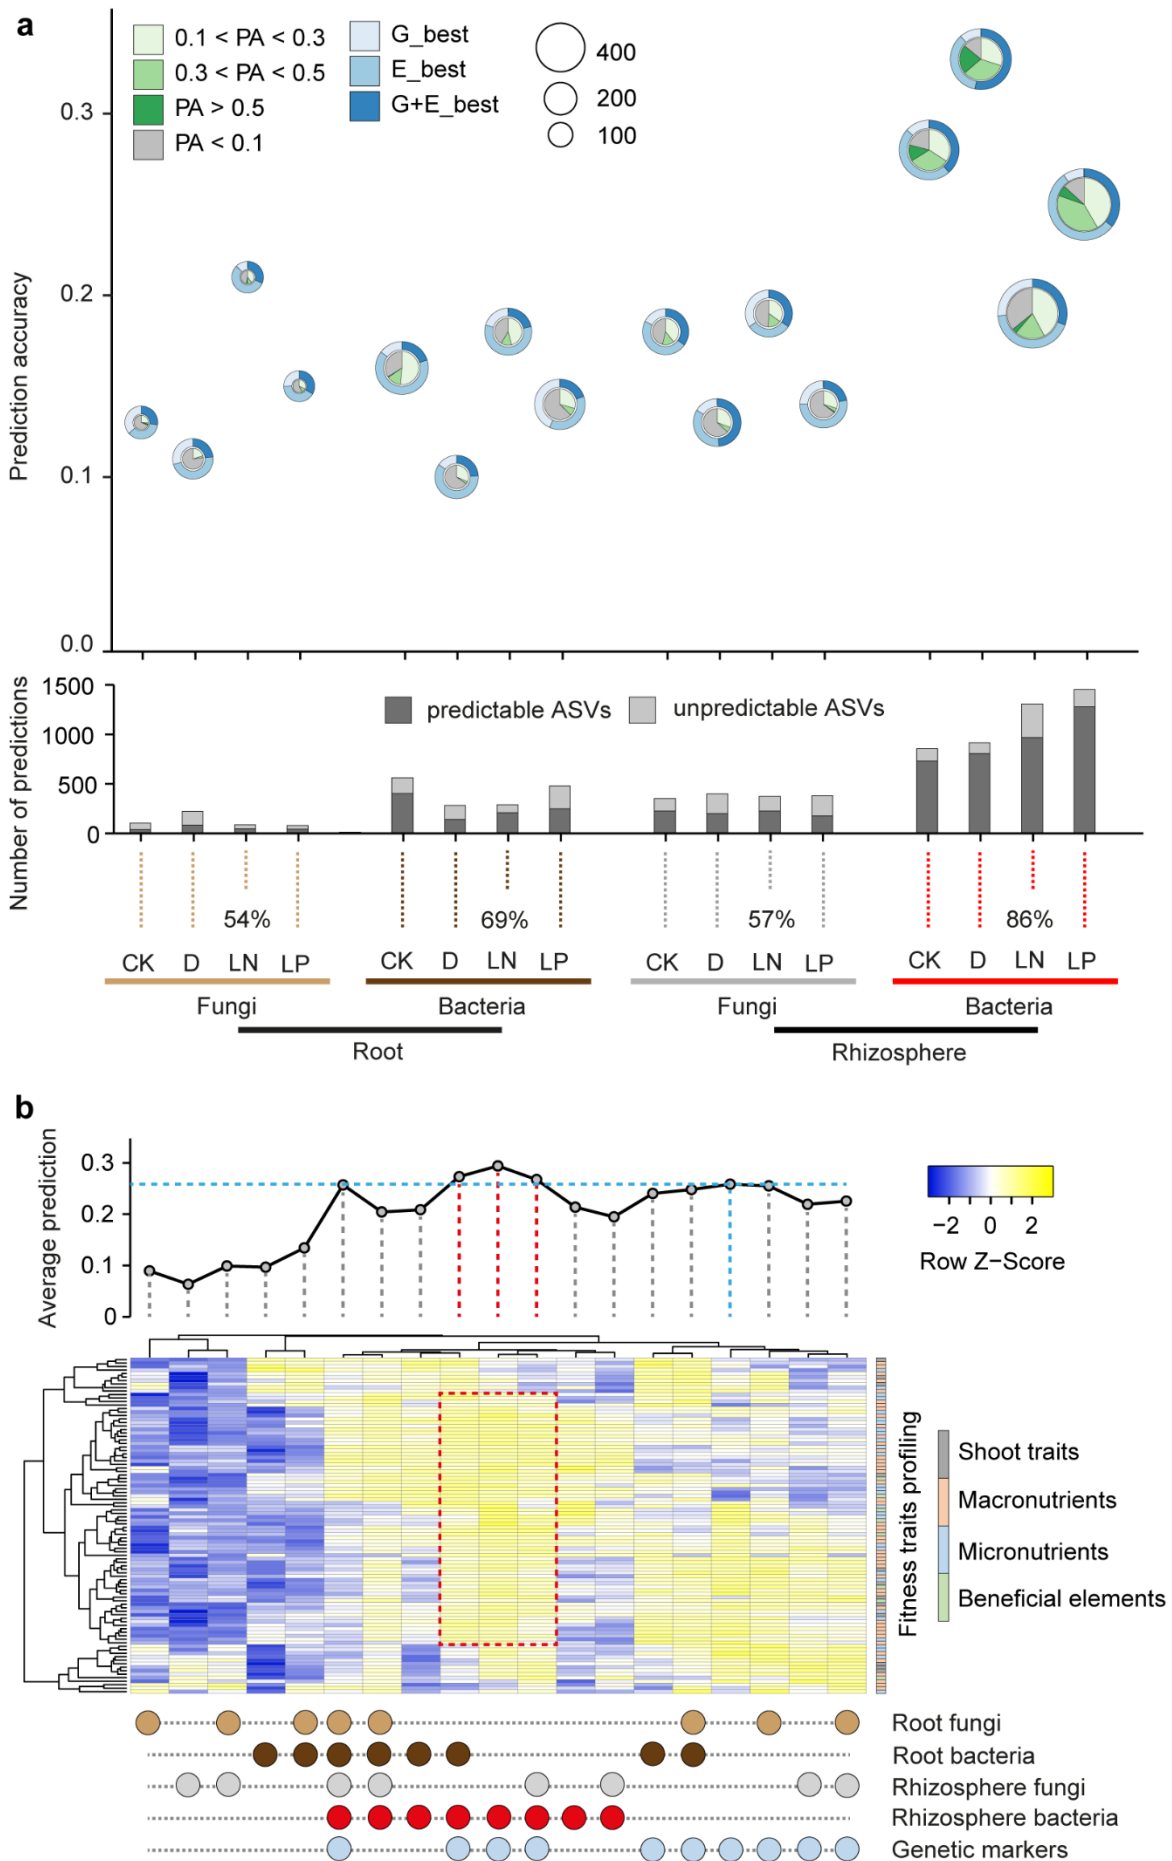 a
0.1 < PA < 0.3
0.3 < PA < 0.5
PA > 0.5
PA < 0.1
G_best
E_best
G+E_best
400
200
100
Prediction accuracy
0.3
0.2
0.1
0.0
Number of predictions
1500
1000
500
0
predictable ASVs
unpredictable ASVs
54%
69%
57%
86%
CK D LN LP
CK D LN LP
CK D LN LP
CK D LN LP
Fungi
Bacteria
Fungi
Bacteria
Root
Rhizosphere
b
Average prediction
0.3
0.2
0.1
0
−2 0 2
Row Z−Score
Fitness traits profiling
Shoot traits
Macronutrients
Micronutrients
Beneficial elements
Root fungi
Root bacteria
Rhizosphere fungi
Rhizosphere bacteria
Genetic markers